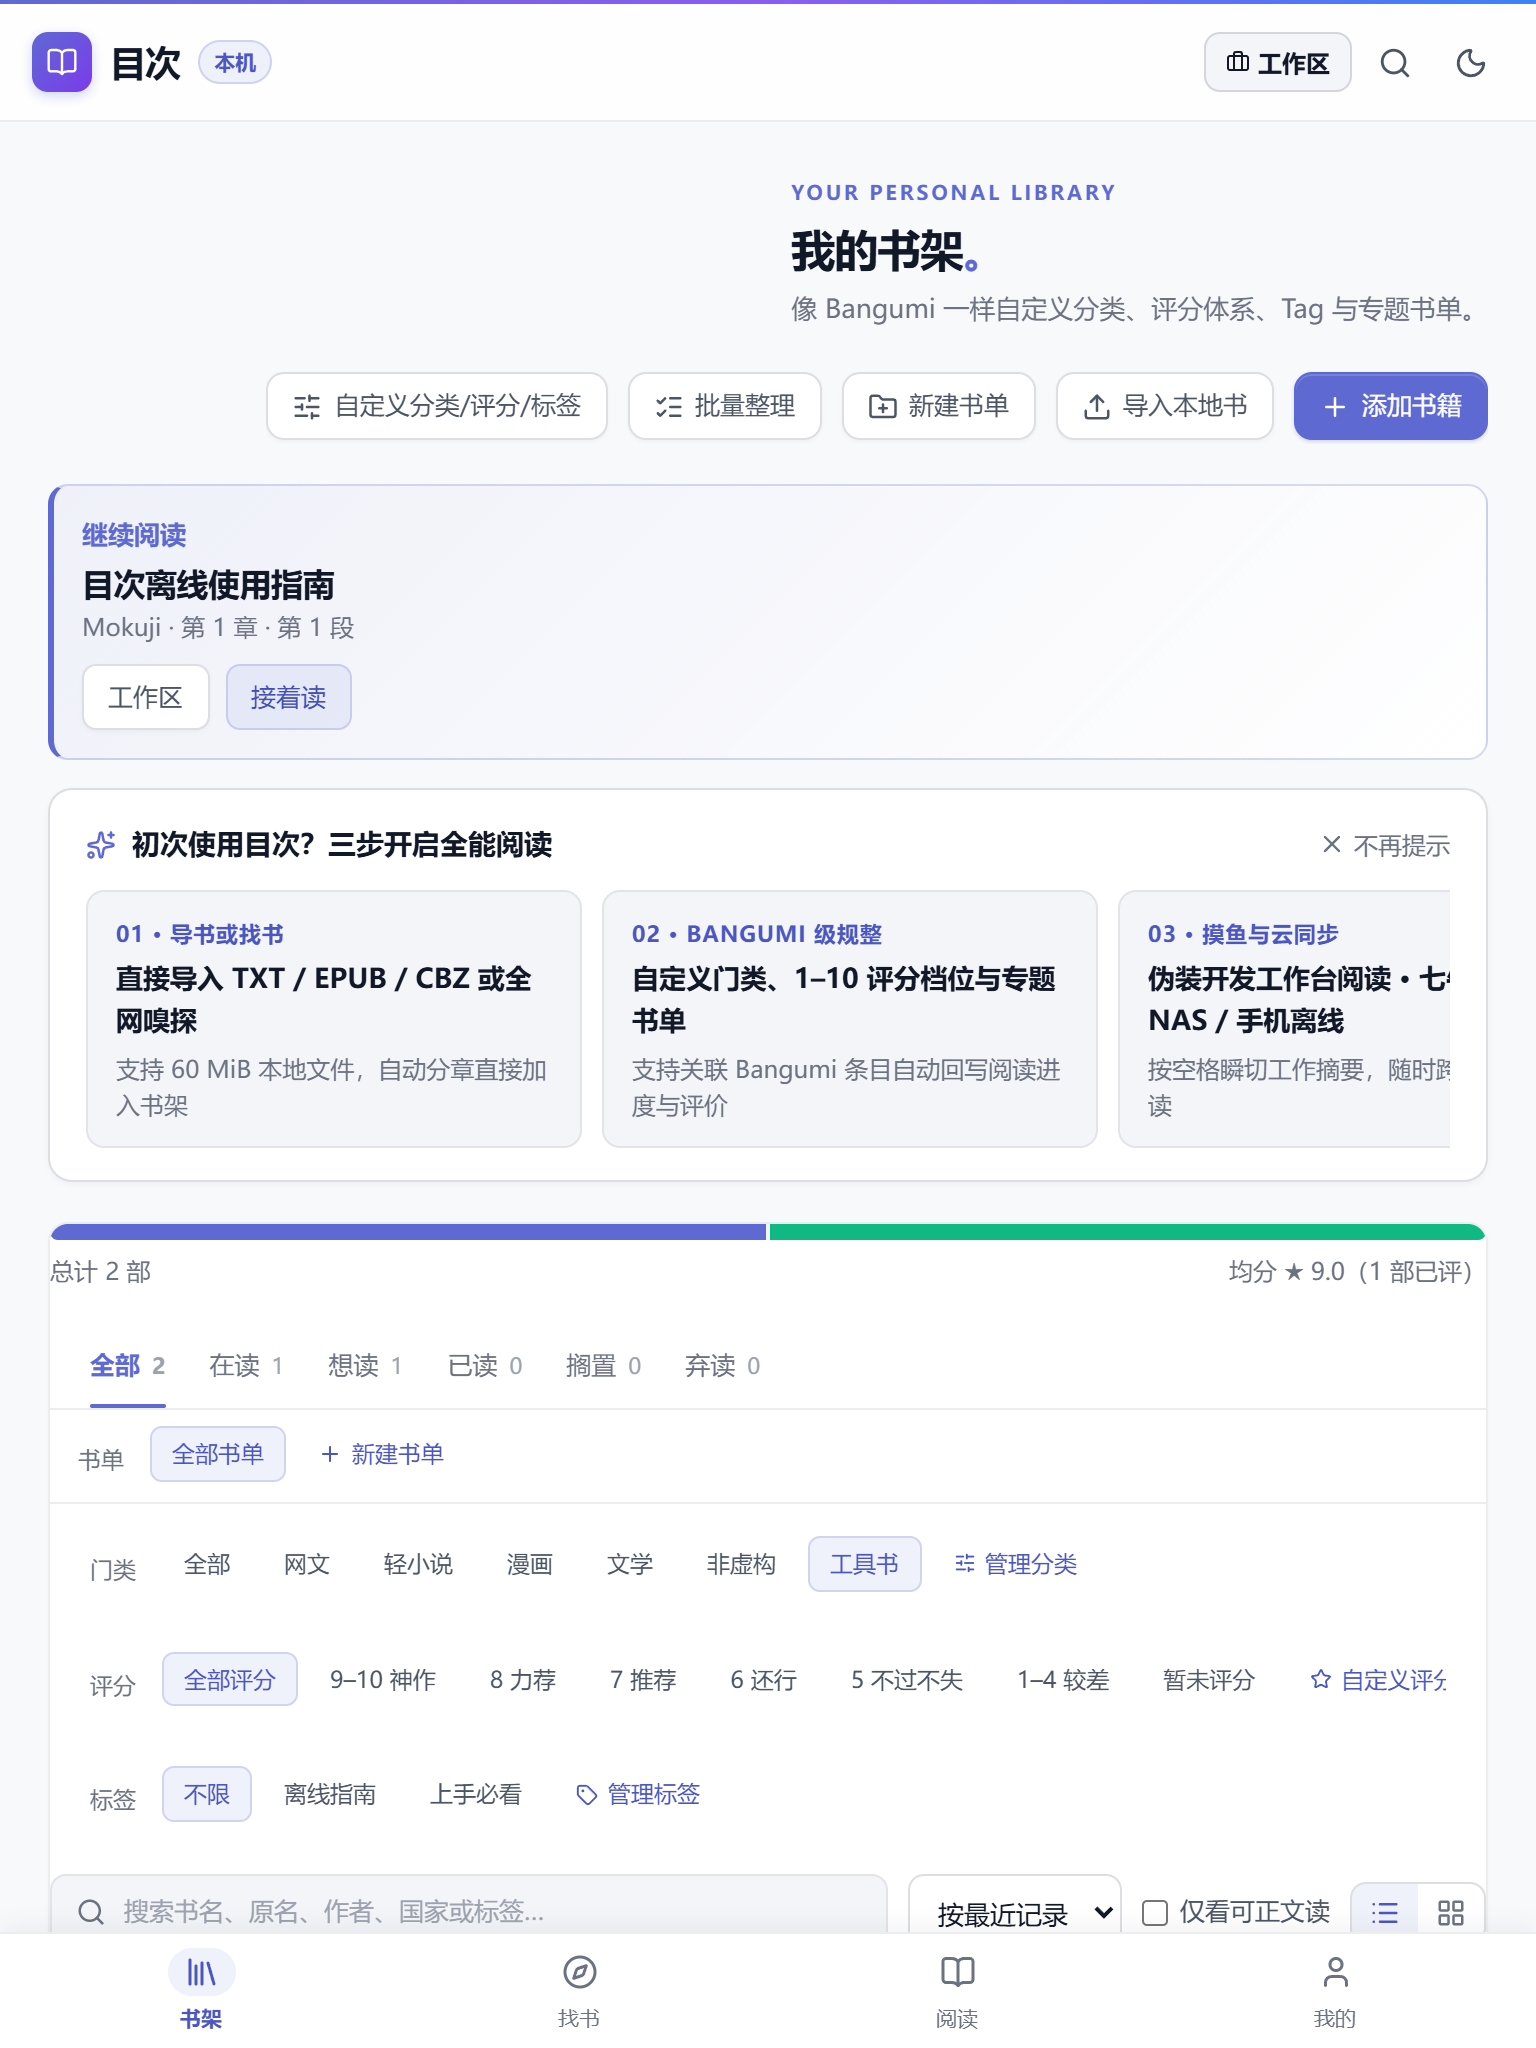 目次 本机
工作区
YOUR PERSONAL LIBRARY
我的书架。
像 Bangumi 一样自定义分类、评分体系、Tag 与专题书单。
自定义分类/评分/标签 批量整理 新建书单 导入本地书 添加书籍
继续阅读
目次离线使用指南
Mokuji · 第 1 章 · 第 1 段
工作区 接着读
初次使用目次？三步开启全能阅读
不再提示
01 • 导书或找书
直接导入 TXT / EPUB / CBZ 或全
网嗅探
支持 60 MiB 本地文件，自动分章直接加
入书架
02 • BANGUMI 级规整
自定义门类、1–10 评分档位与专题
书单
支持关联 Bangumi 条目自动回写阅读进
度与评价
03 • 摸鱼与云同步
伪装开发工作台阅读 • 七
NAS / 手机离线
按空格瞬切工作摘要，随时跨
读
总计 2 部
均分 ★ 9.0（1 部已评）
全部 2 在读 1 想读 1 已读 0 搁置 0 弃读 0
书单 全部书单 + 新建书单
门类 全部 网文 轻小说 漫画 文学 非虚构 工具书 管理分类
评分 全部评分 9–10 神作 8 力荐 7 推荐 6 还行 5 不过不失 1–4 较差 暂未评分 自定义评分
标签 不限 离线指南 上手必看 管理标签
搜索书名、原名、作者、国家或标签... 按最近记录 仅看可正文读
书架 找书 阅读 我的